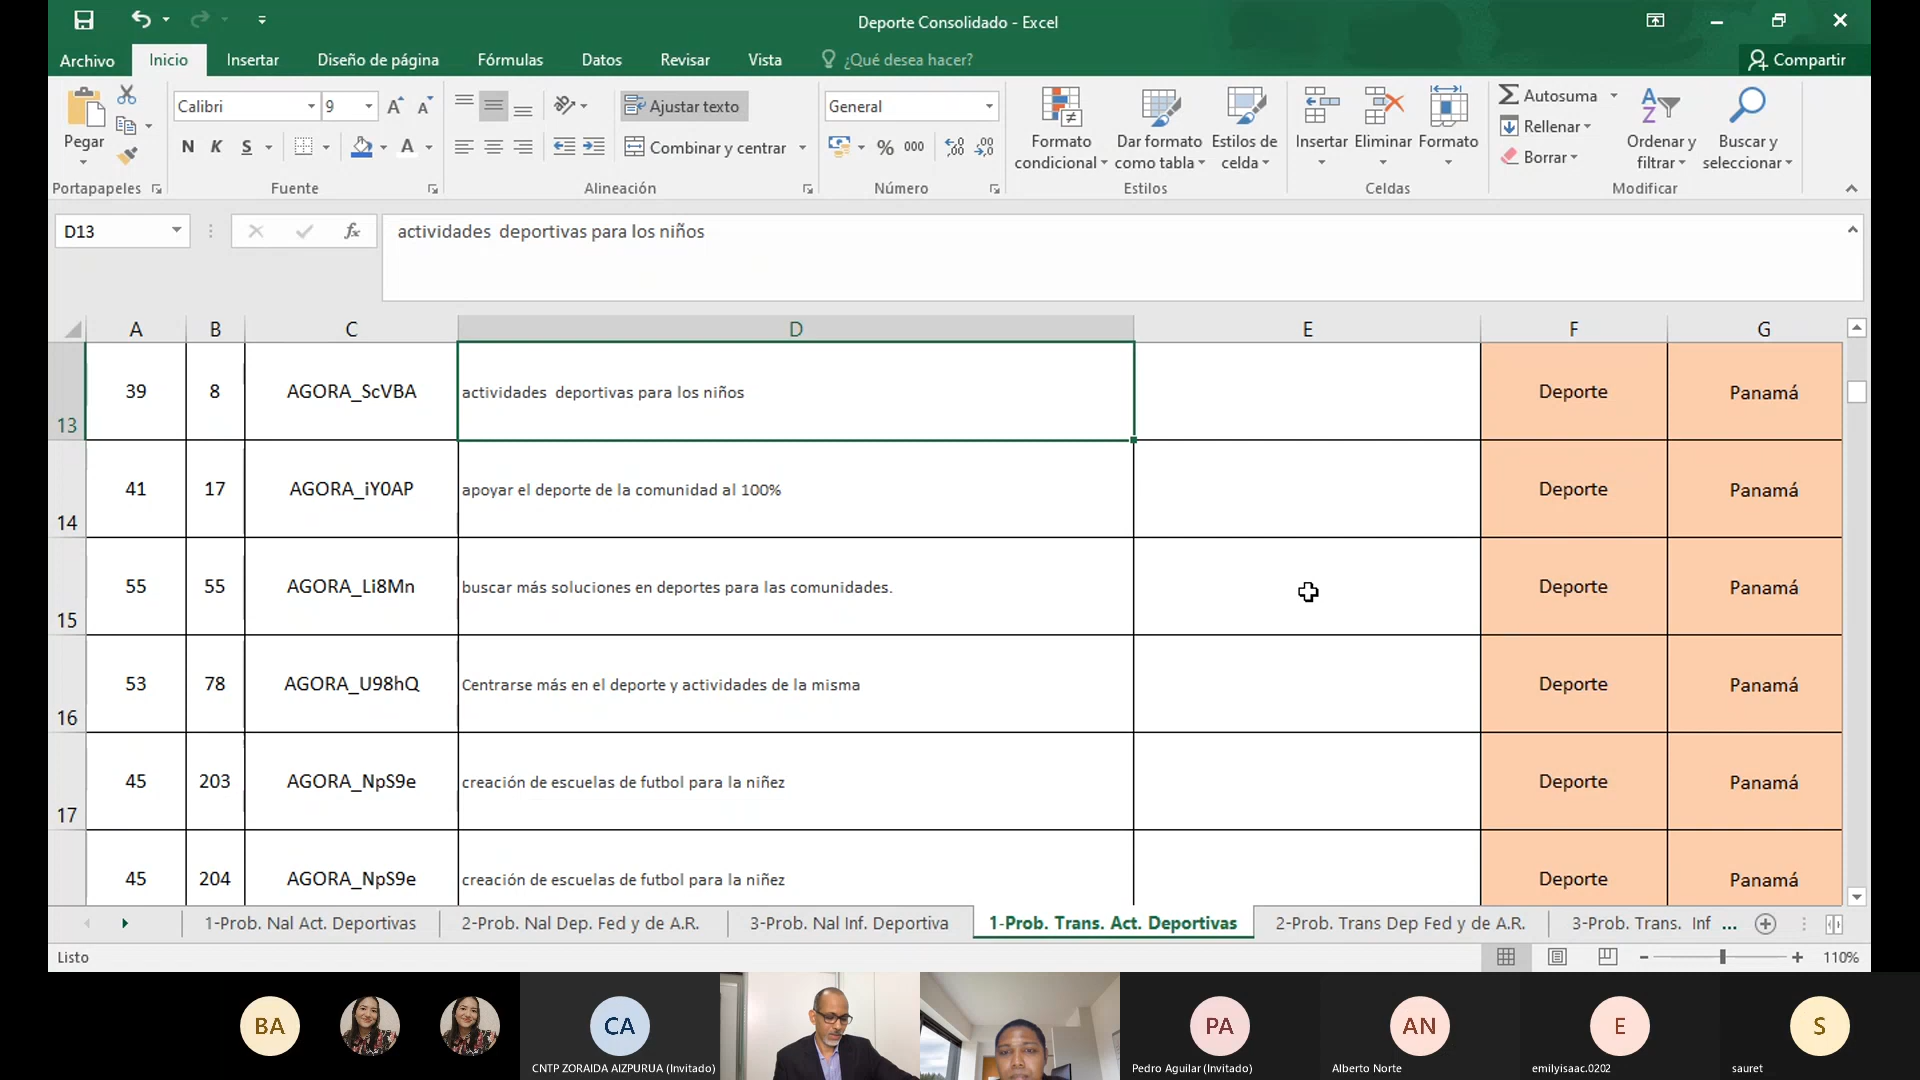 Deporte Consolidado - Excel
Archivo Inicio Insertar Diseño de página Fórmulas Datos Revisar Vista ¿Qué desea hacer? Compartir
Pegar
Portapapeles
Calibri 9
N K S
Fuente
Ajustar texto
Combinar y centrar
Alineación
General
% 000
Número
Formato condicional
Dar formato como tabla
Estilos de celda
Estilos
Insertar Eliminar Formato
Celdas
Autosuma
Rellenar
Borrar
Ordenar y filtrar
Buscar y seleccionar
Modificar
D13 fx actividades  deportivas para los niños
A B C D E F G
13 39 8 AGORA_ScVBA actividades  deportivas para los niños Deporte Panamá
14 41 17 AGORA_iY0AP apoyar el deporte de la comunidad al 100% Deporte Panamá
15 55 55 AGORA_Li8Mn buscar más soluciones en deportes para las comunidades. Deporte Panamá
16 53 78 AGORA_U98hQ Centrarse más en el deporte y actividades de la misma Deporte Panamá
17 45 203 AGORA_NpS9e creación de escuelas de futbol para la niñez Deporte Panamá
45 204 AGORA_NpS9e creación de escuelas de futbol para la niñez Deporte Panamá
1-Prob. Nal Act. Deportivas 2-Prob. Nal Dep. Fed y de A.R. 3-Prob. Nal Inf. Deportiva 1-Prob. Trans. Act. Deportivas 2-Prob. Trans Dep Fed y de A.R. 3-Prob. Trans. Inf ...
Listo 110%
BA CA PA AN E S
CNTP ZORAIDA AIZPURUA (Invitado) Pedro Aguilar (Invitado) Alberto Norte emilyisaac.0202 sauret